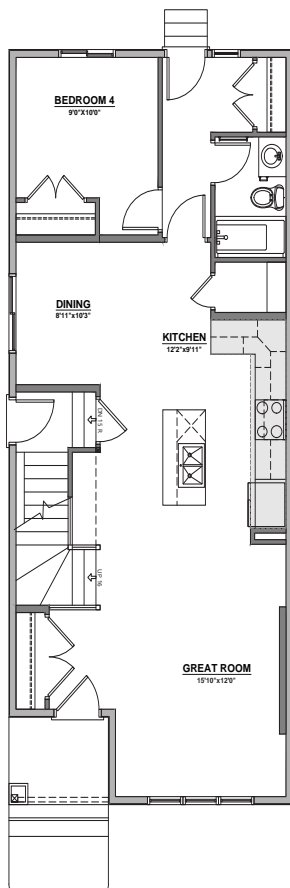 BEDROOM 4
9'0"X10'0"
DINING
8'11"x10'3"
KITCHEN
12'2"x9'11"
DN 15 R
UP 16
GREAT ROOM
15'10"x12'0"